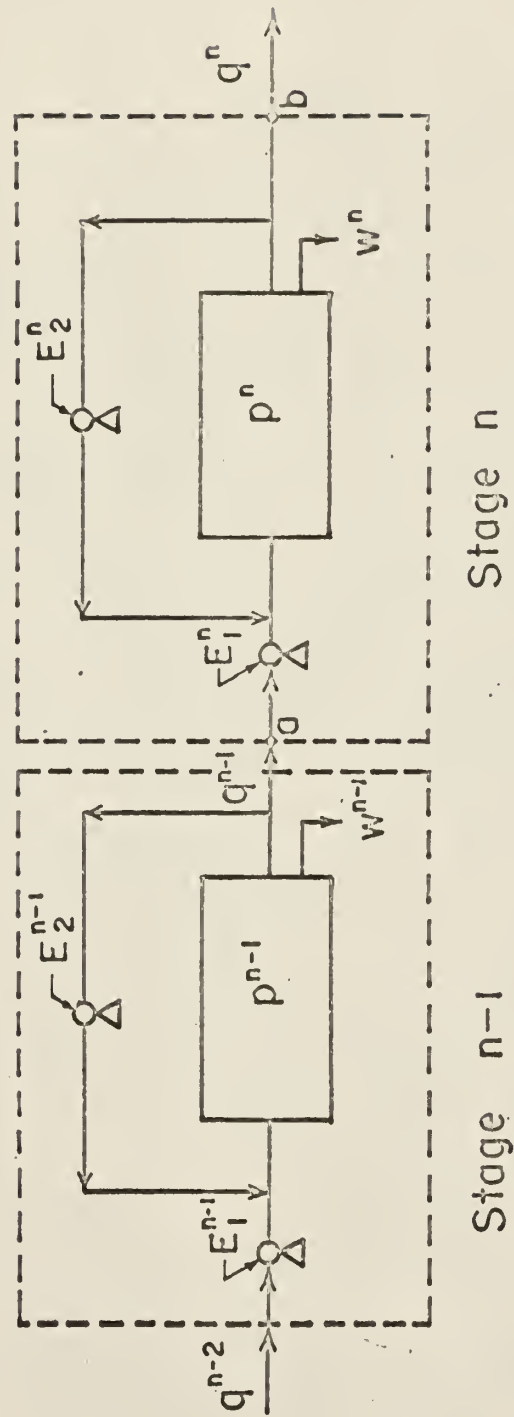 q^n-2
E_1^n-1
E_2^n-1
p^n-1
w^n-1
q^n-1
a
E_1^n
E_2^n
p^n
w^n
b
q^n
Stage n-1
Stage n